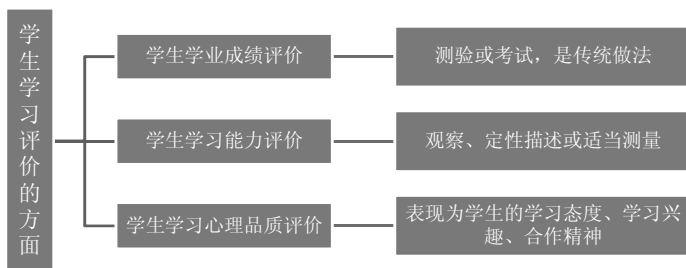 学生学习评价的方面
学生学业成绩评价
测验或考试，是传统做法
学生学习能力评价
观察、定性描述或适当测量
学生学习心理品质评价
表现为学生的学习态度、学习兴
趣、合作精神